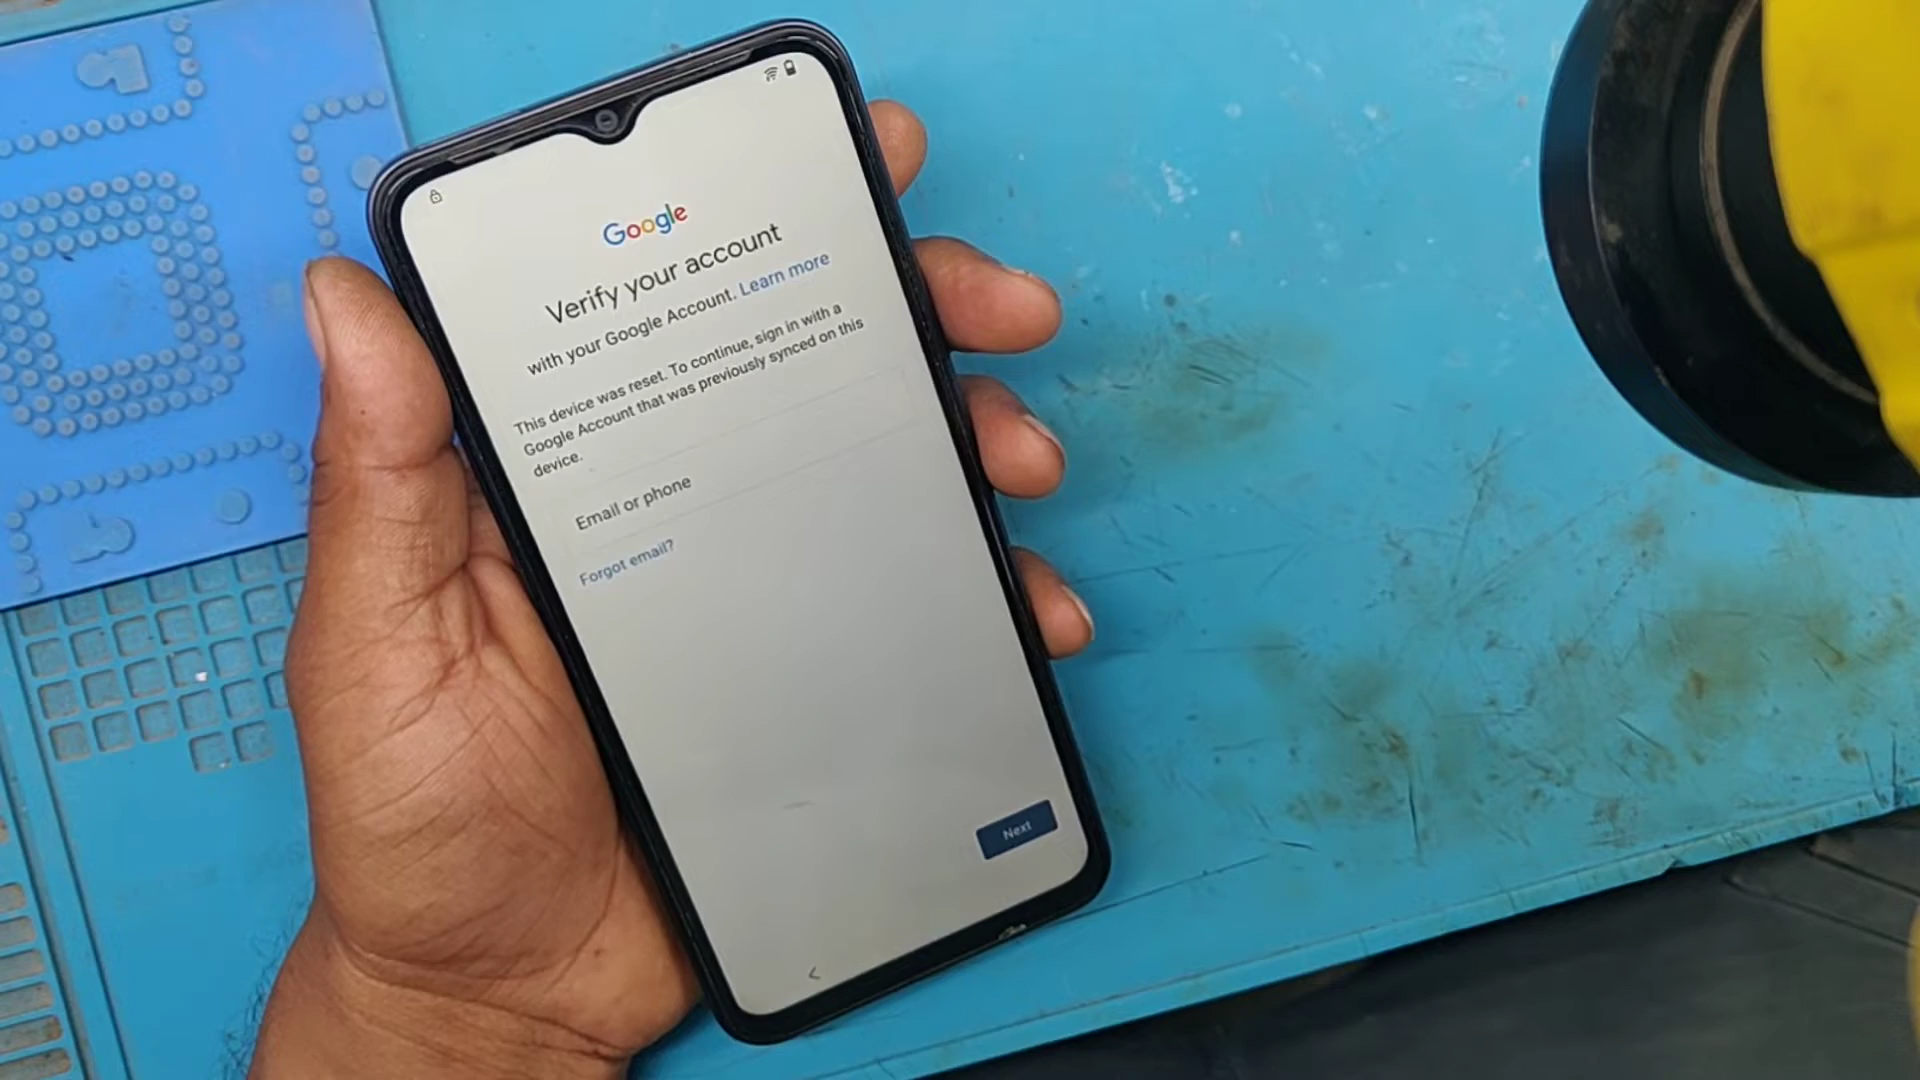 Google
Verify your account
with your Google Account. Learn more
This device was reset. To continue, sign in with a
Google Account that was previously synced on this
device.
Email or phone
Forgot email?
Next